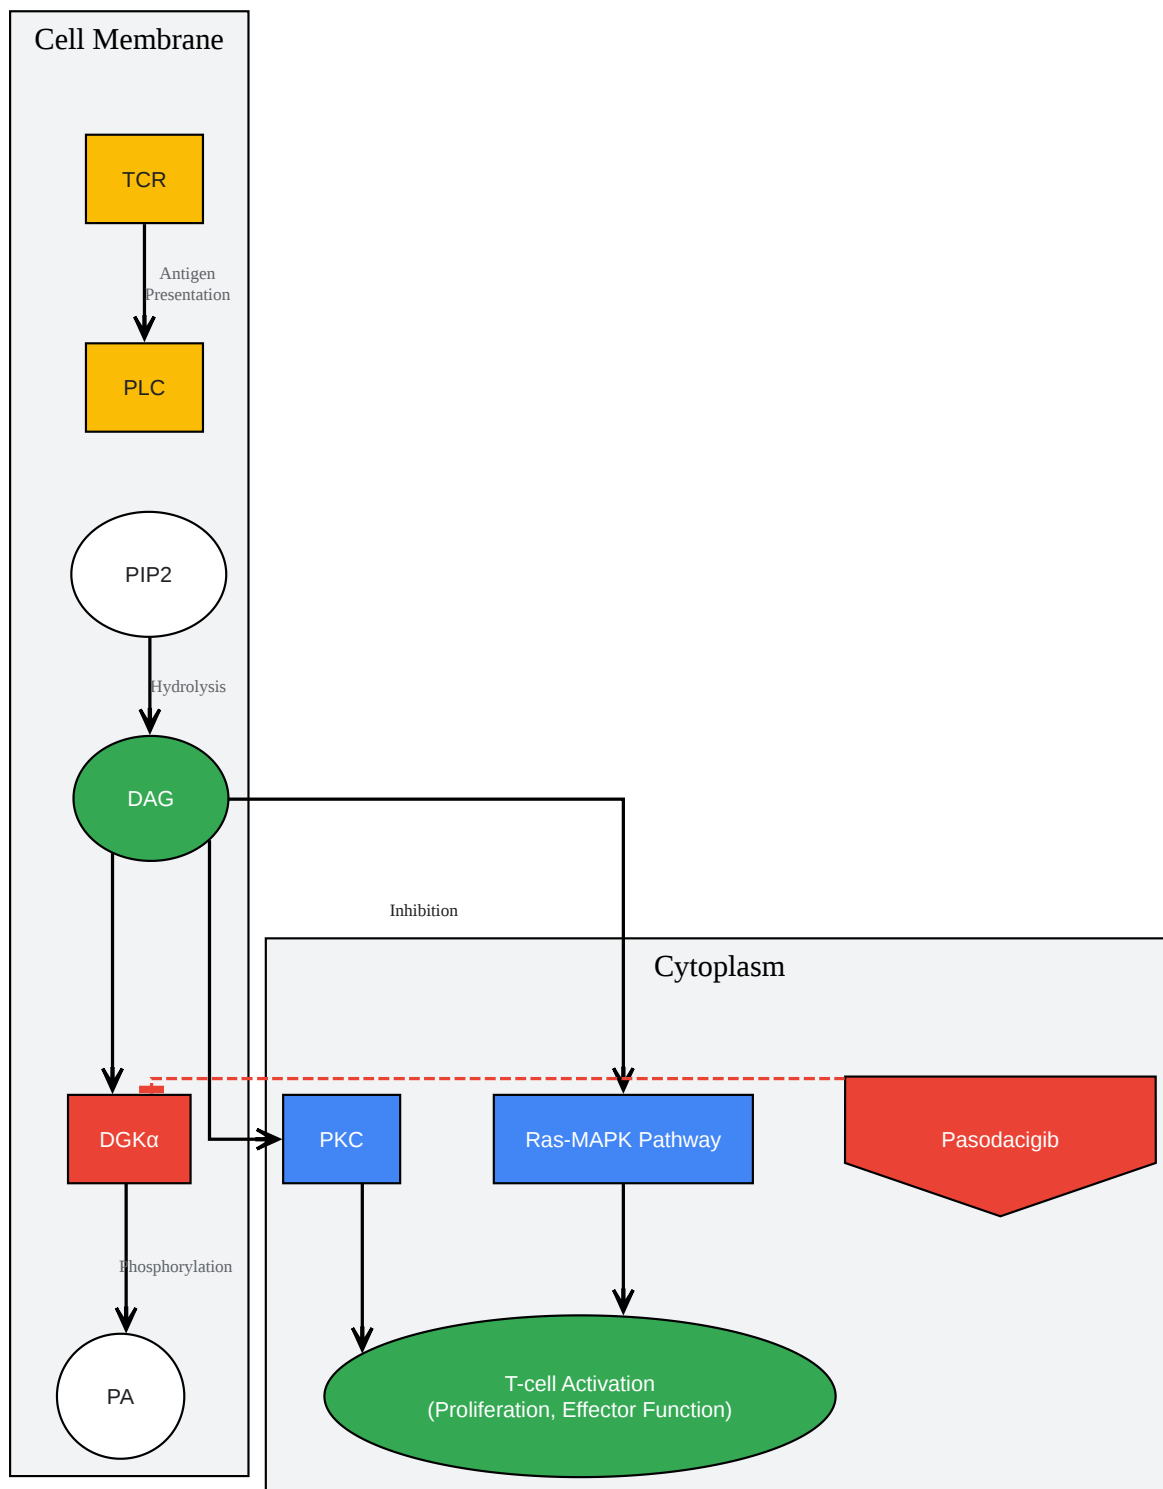 Cell Membrane
TCR
Antigen
Presentation
PLC
PIP2
Hydrolysis
DAG
Inhibition
Cytoplasm
DGKα
PKC
Ras-MAPK Pathway
Pasodacigib
Phosphorylation
PA
T-cell Activation
(Proliferation, Effector Function)